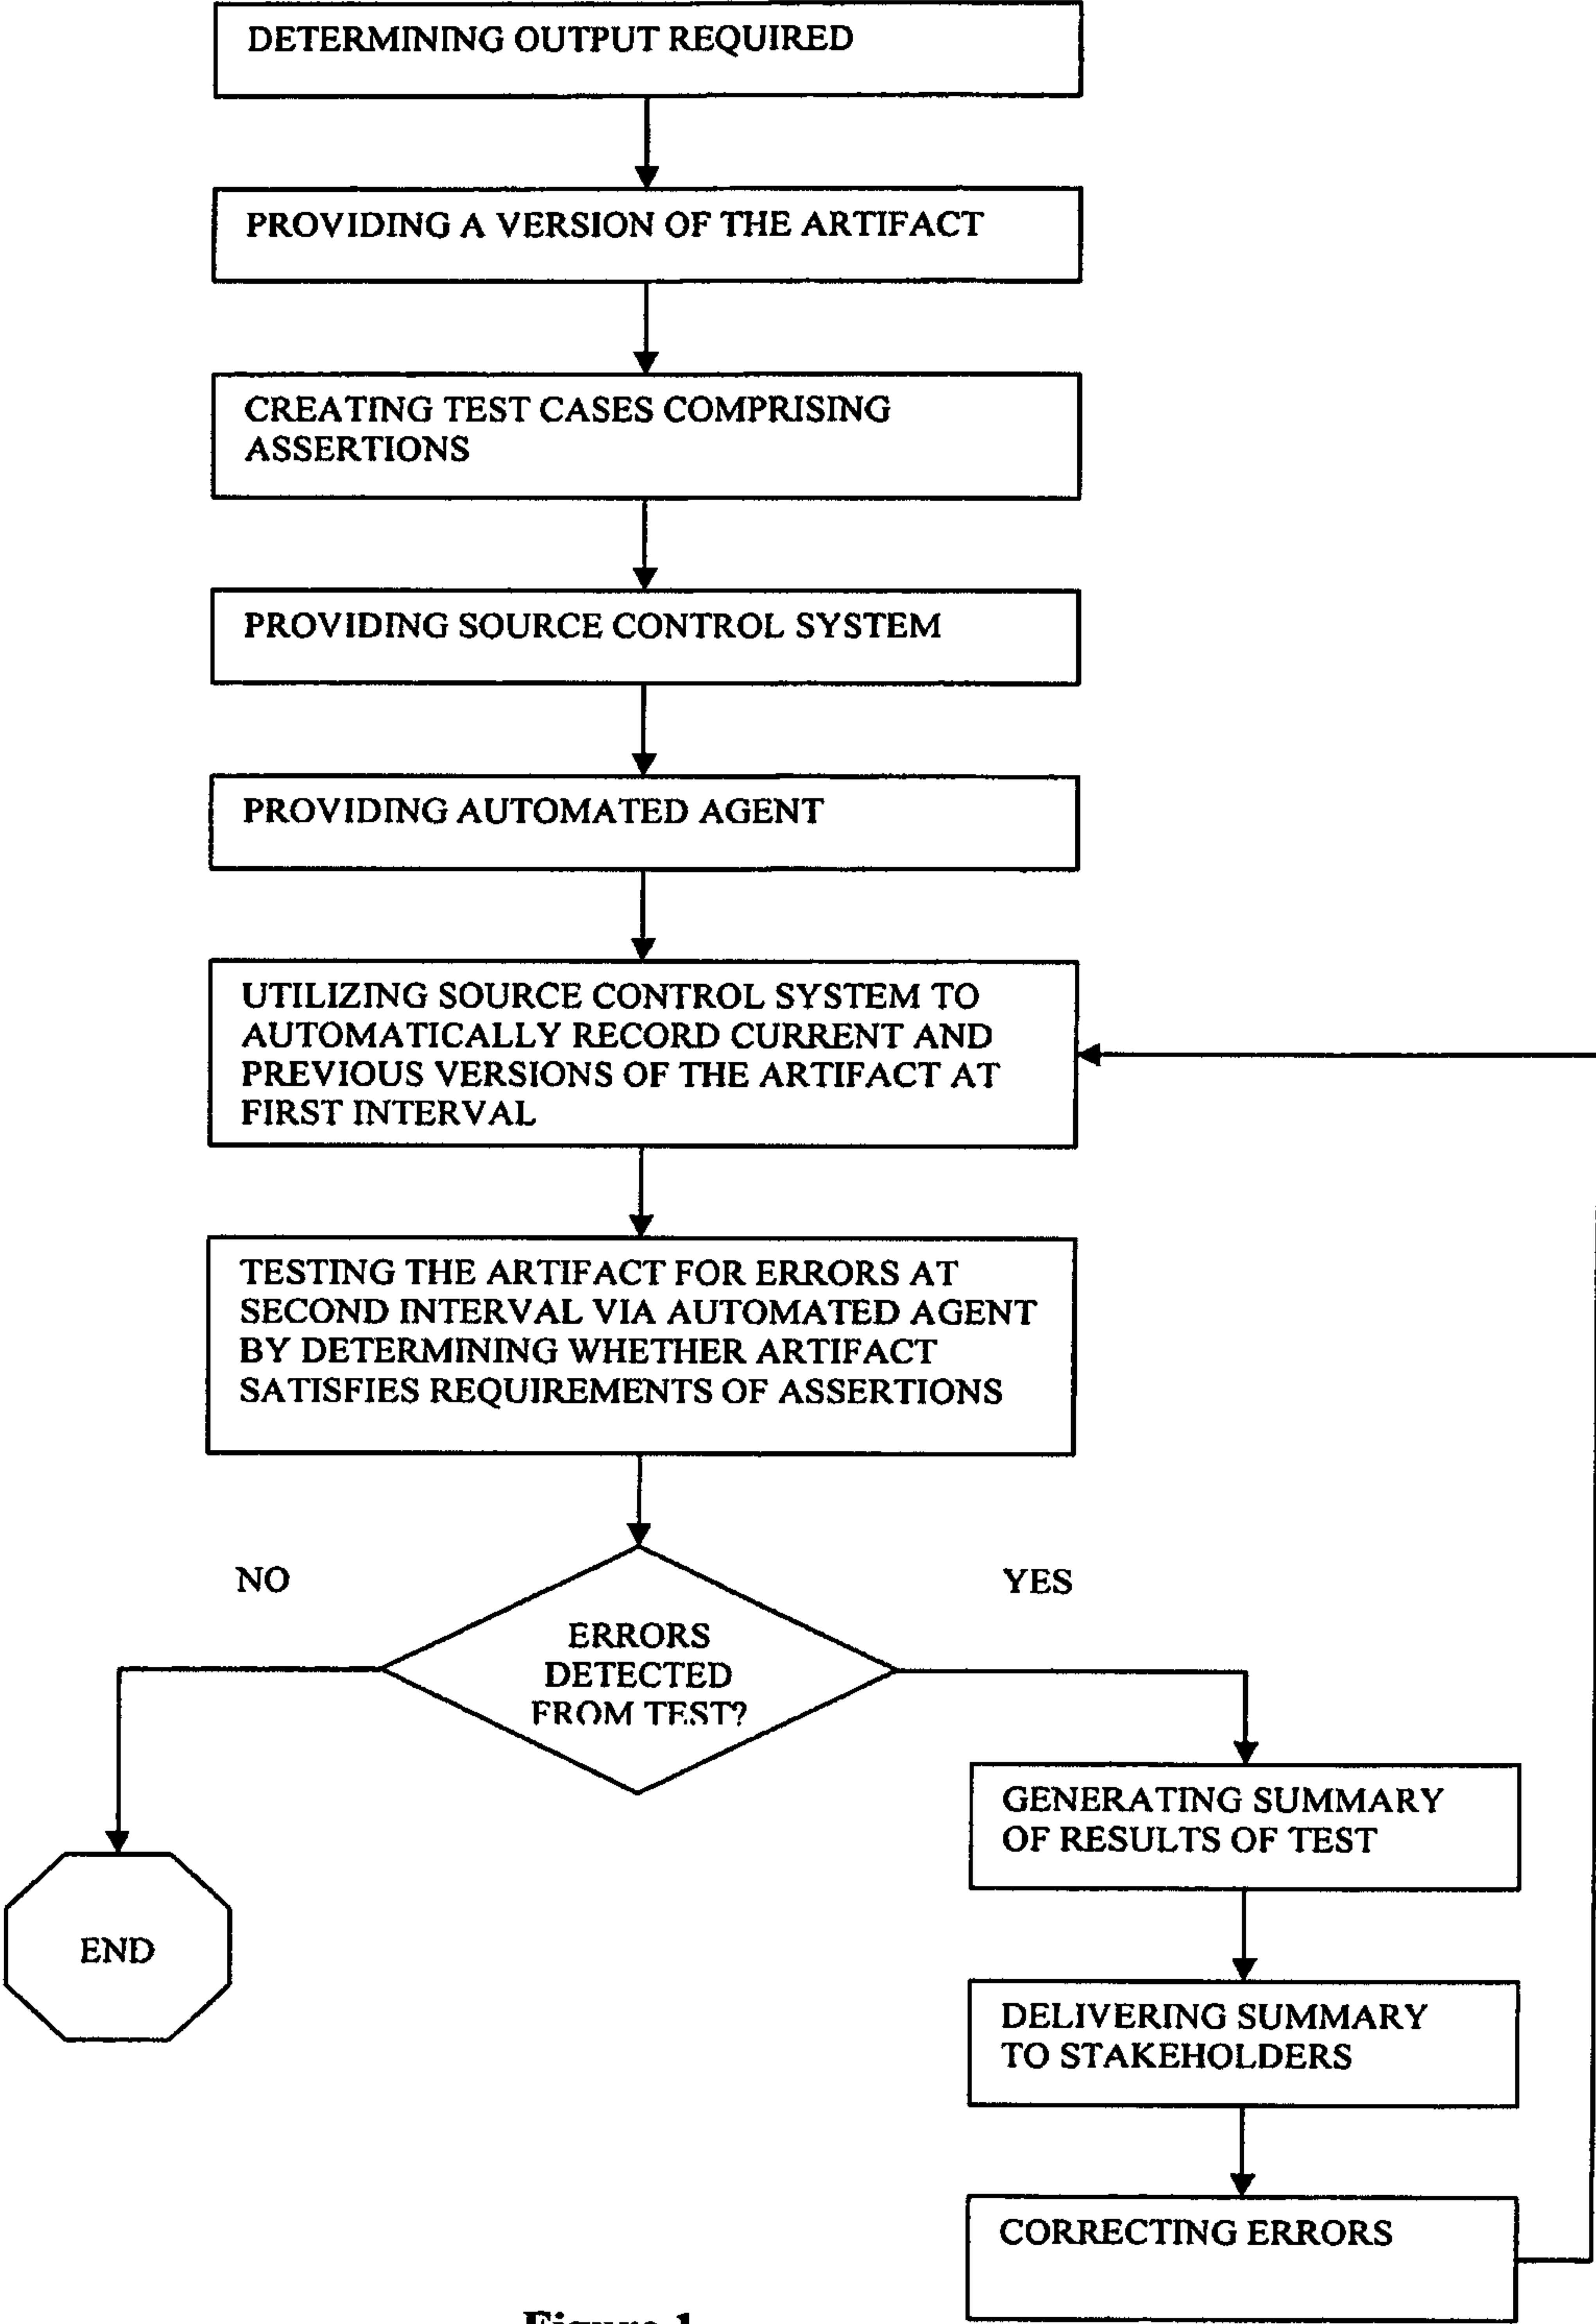 DETERMINING OUTPUT REQUIRED
PROVIDING A VERSION OF THE ARTIFACT
CREATING TEST CASES COMPRISING
ASSERTIONS
PROVIDING SOURCE CONTROL SYSTEM
PROVIDING AUTOMATED AGENT
UTILIZING SOURCE CONTROL SYSTEM TO
AUTOMATICALLY RECORD CURRENT AND
PREVIOUS VERSIONS OF THE ARTIFACT AT
FIRST INTERVAL
TESTING THE ARTIFACT FOR ERRORS AT
SECOND INTERVAL VIA AUTOMATED AGENT
BY DETERMINING WHETHER ARTIFACT
SATISFIES REQUIREMENTS OF ASSERTIONS
NO
YES
ERRORS
DETECTED
FROM TEST?
GENERATING SUMMARY
OF RESULTS OF TEST
END
DELIVERING SUMMARY
TO STAKEHOLDERS
CORRECTING ERRORS
Figure 1